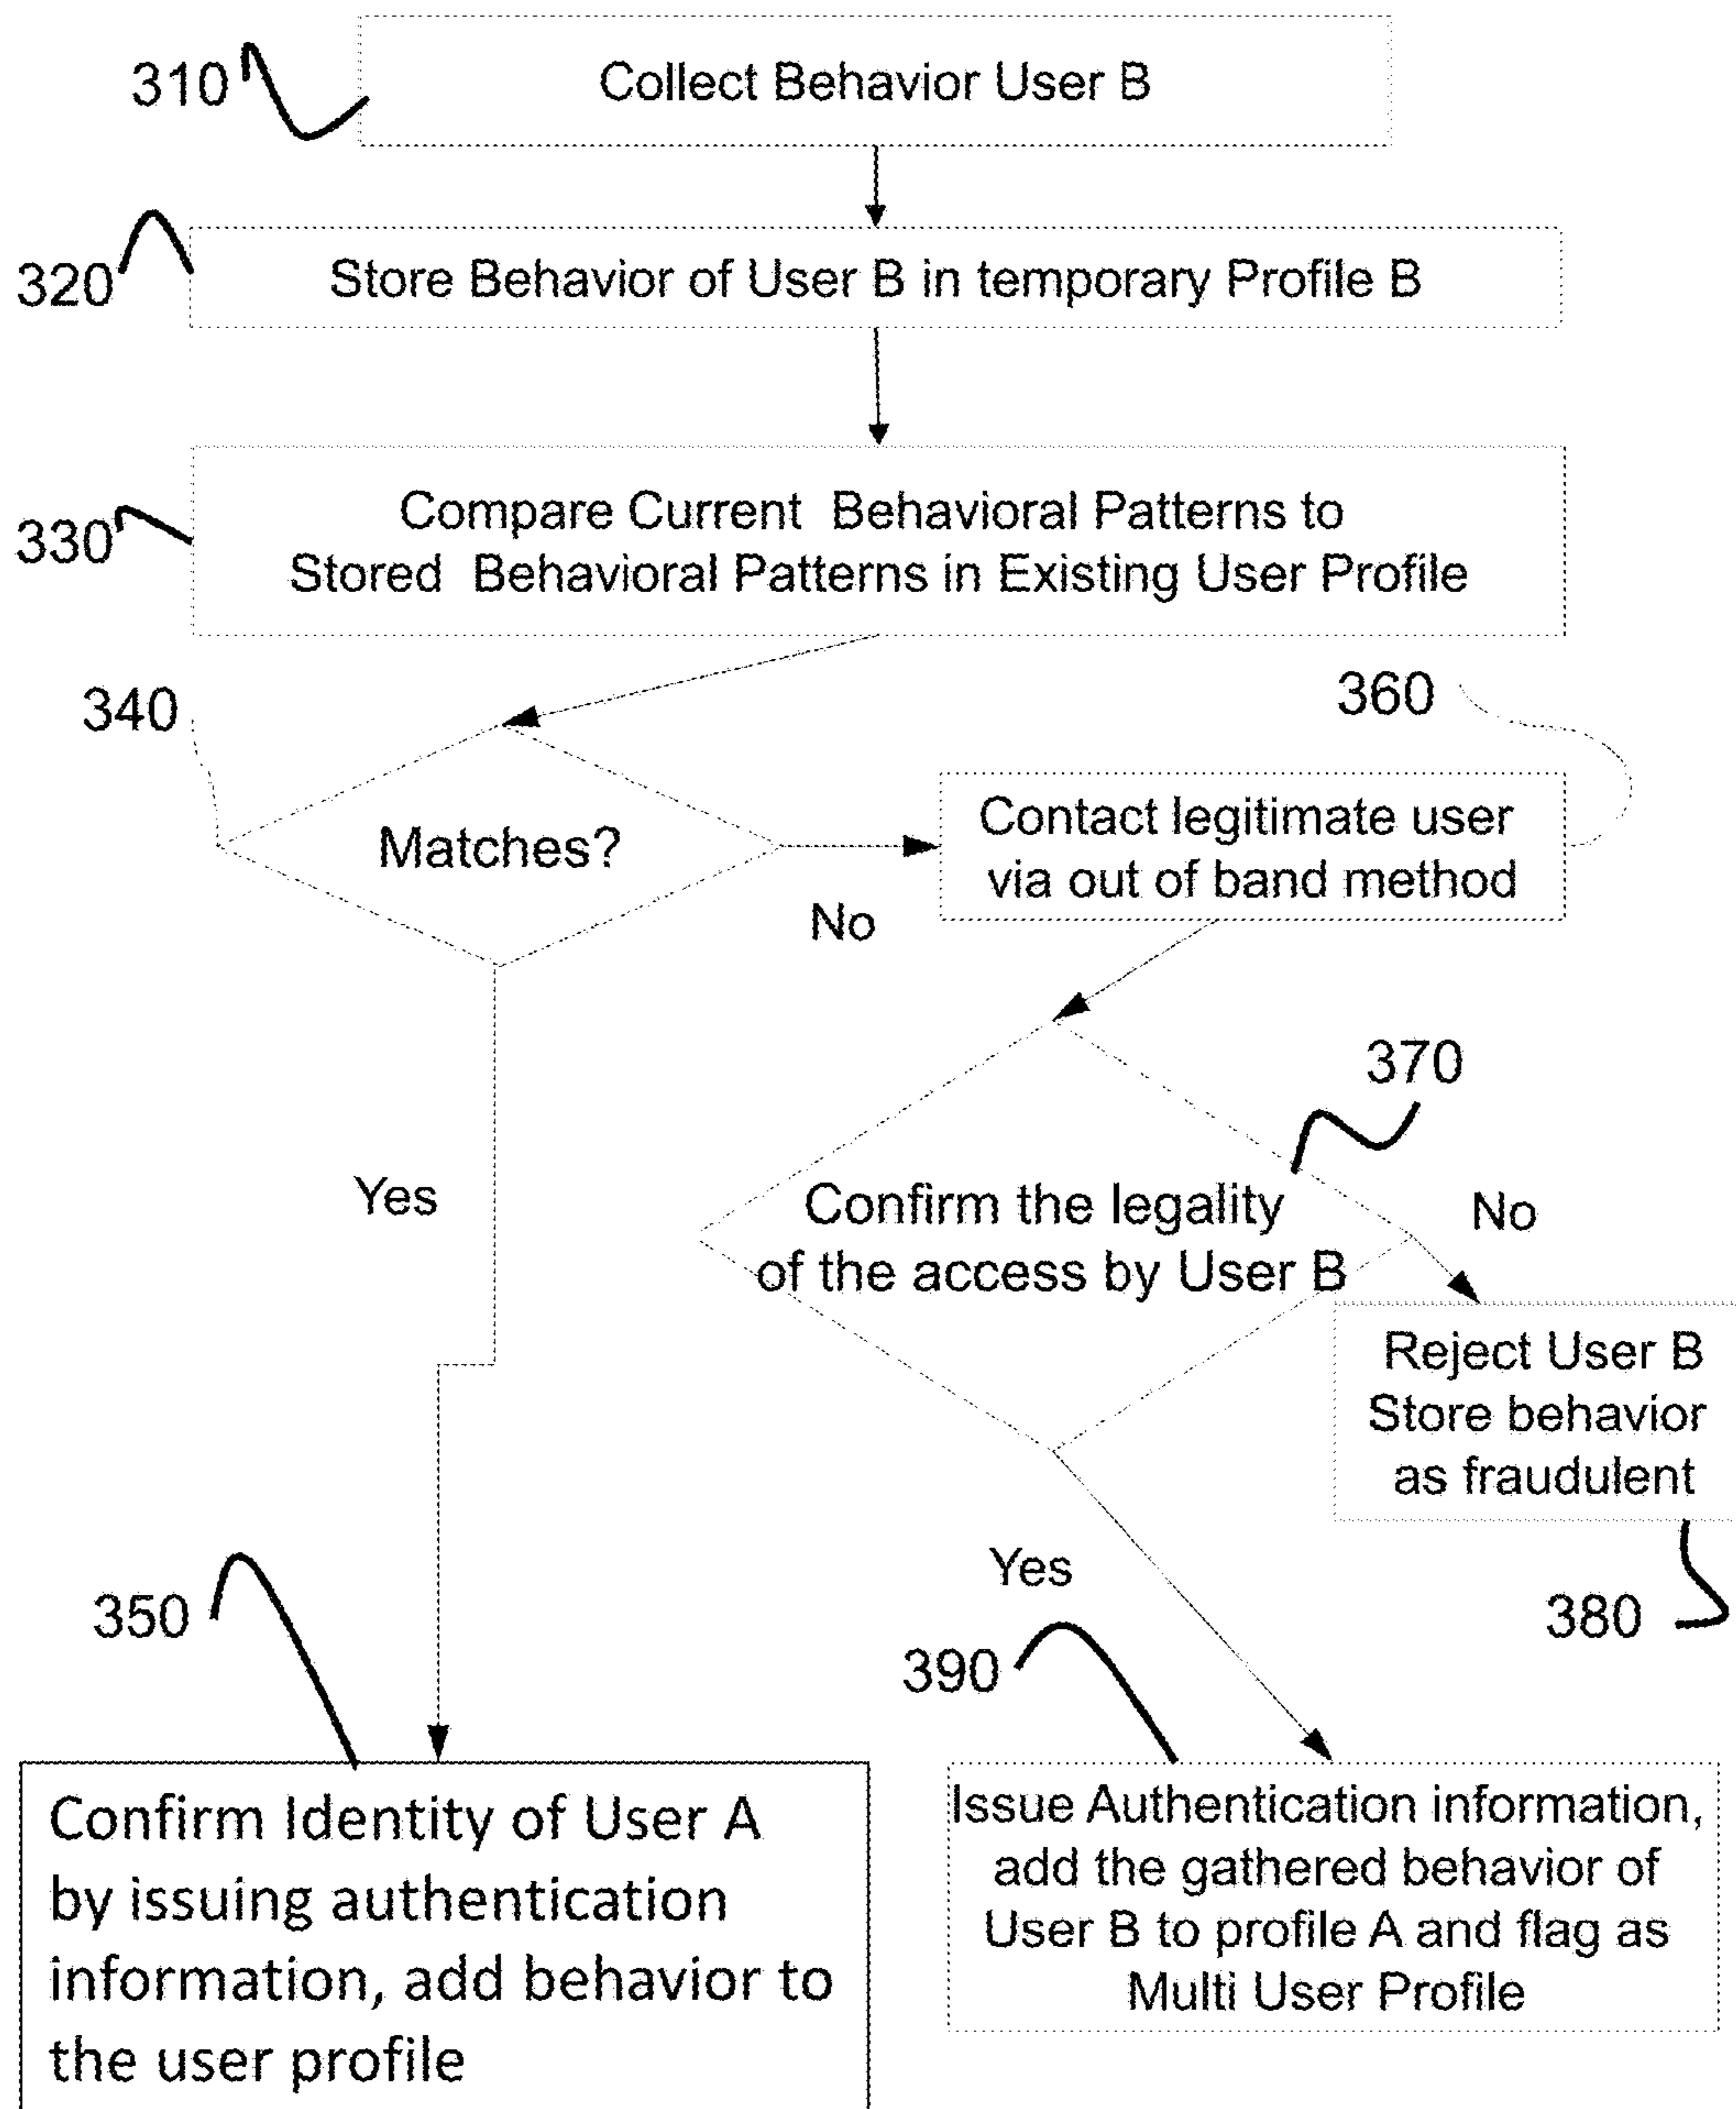 310
Collect Behavior User B
320
Store Behavior of User B in temporary Profile B
330
Compare Current Behavioral Patterns to
Stored Behavioral Patterns in Existing User Profile
340
Matches?
No
360
Contact legitimate user
via out of band method
370
Confirm the legality
of the access by User B
No
Reject User B
Store behavior
as fraudulent
380
Yes
350
Confirm Identity of User A
by issuing authentication
information, add behavior to
the user profile
Yes
390
Issue Authentication information,
add the gathered behavior of
User B to profile A and flag as
Multi User Profile